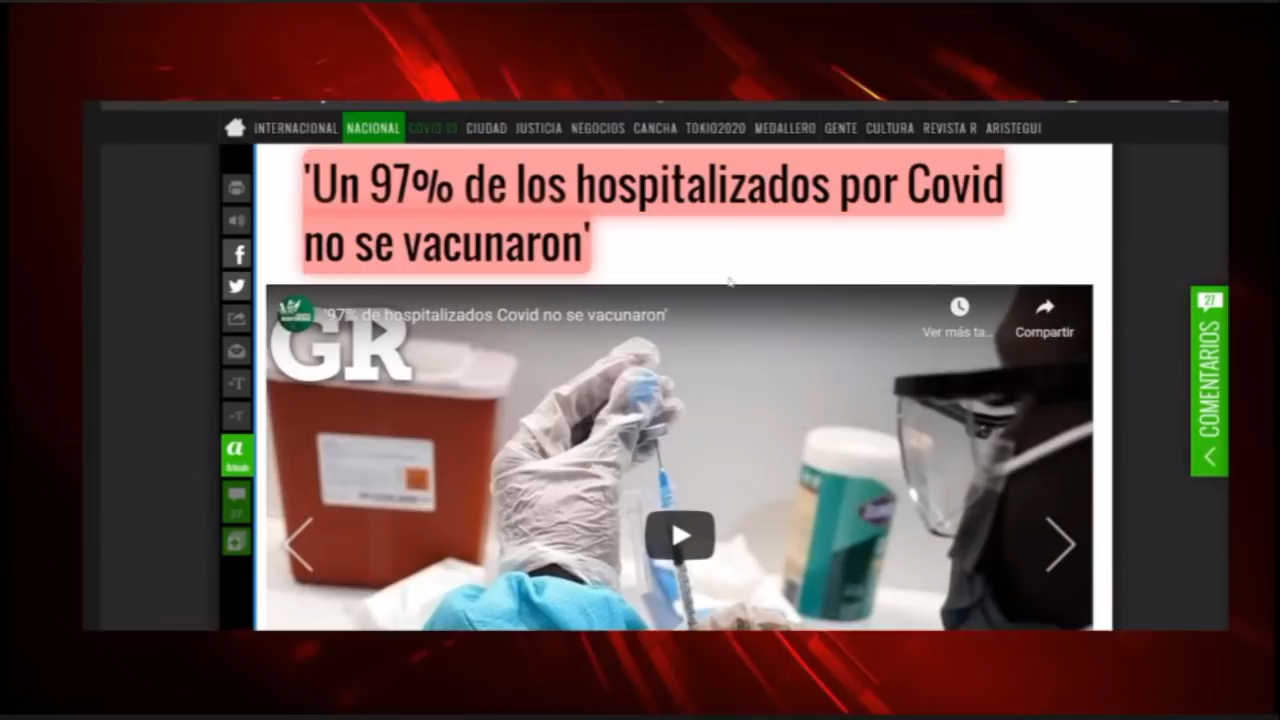 INTERNACIONAL NACIONAL COVID 19 CIUDAD JUSTICIA NEGOCIOS CANCHA TOKIO2020 MEDALLERO GENTE CULTURA REVISTA R ARISTEGUI
'Un 97% de los hospitalizados por Covid
no se vacunaron'
'97% de hospitalizados Covid no se vacunaron'
Ver más ta...
Compartir
GR
+T
-T
a
27
27
COMENTARIOS